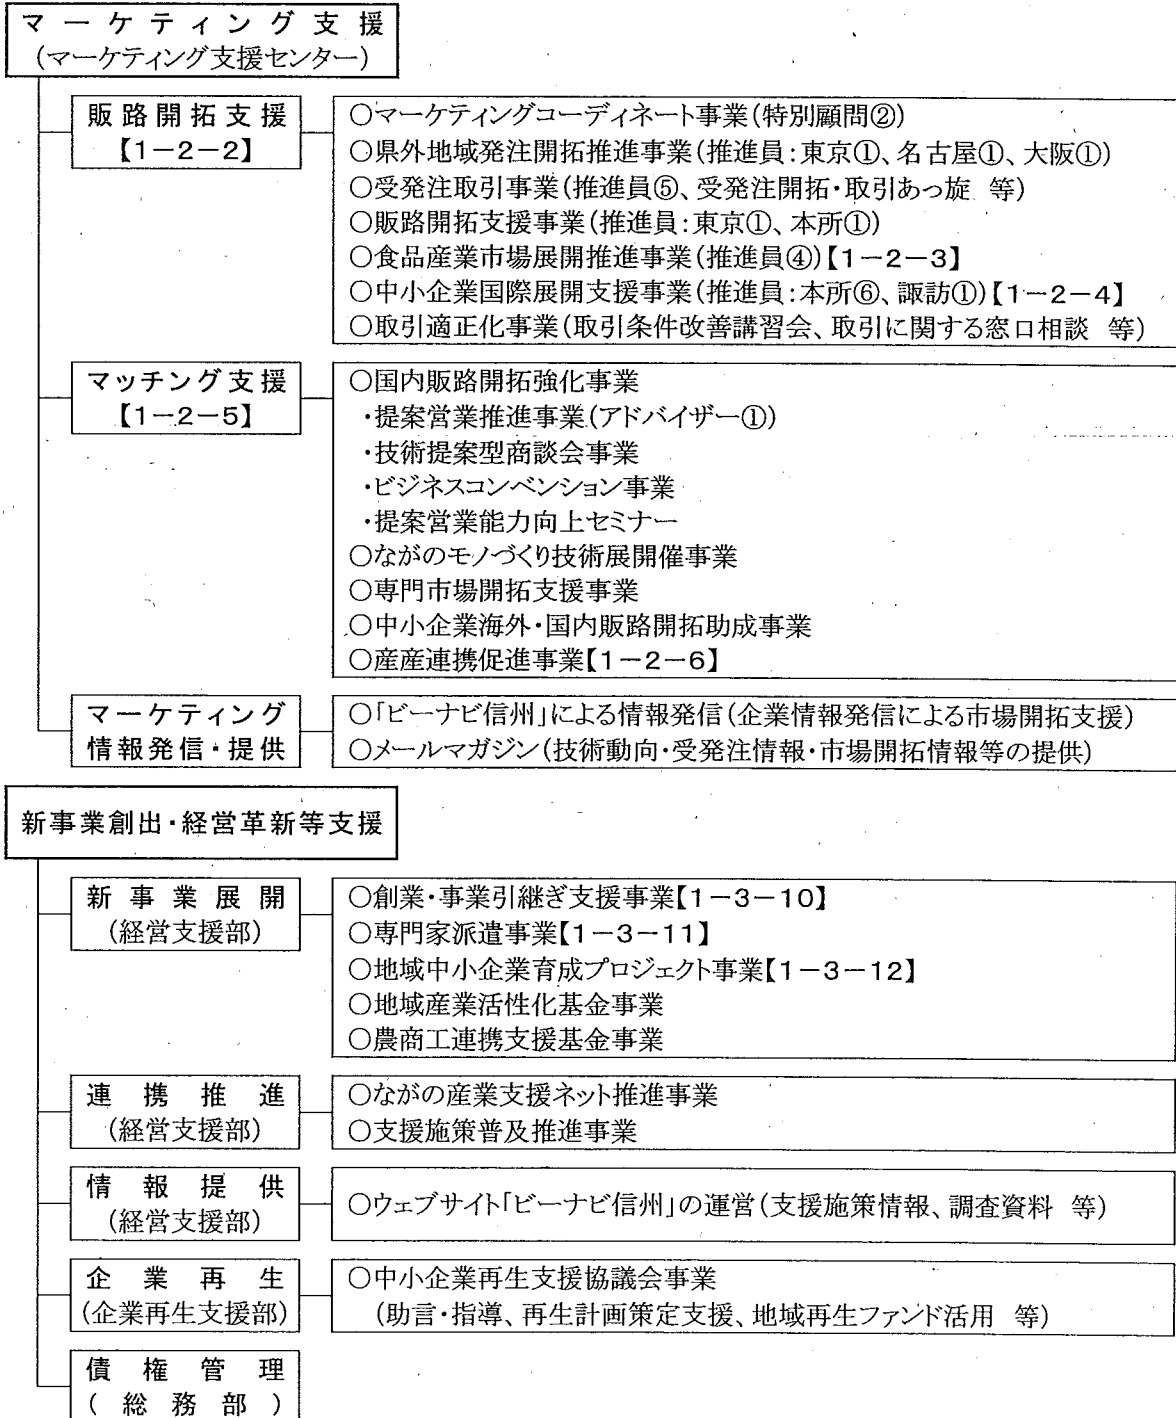 マーケティング支援
(マーケティング支援センター)
販路開拓支援
【1－2－2】
○マーケティングコーディネート事業(特別顧問②)
○県外地域発注開拓推進事業(推進員:東京①、名古屋①、大阪①)
○受発注取引事業(推進員⑤、受発注開拓・取引あっ旋 等)
○販路開拓支援事業(推進員:東京①、本所①)
○食品産業市場展開推進事業(推進員④)【1－2－3】
○中小企業国際展開支援事業(推進員:本所⑥、諏訪①)【1－2－4】
○取引適正化事業(取引条件改善講習会、取引に関する窓口相談 等)
マッチング支援
【1－2－5】
○国内販路開拓強化事業
・提案営業推進事業(アドバイザー①)
・技術提案型商談会事業
・ビジネスコンベンション事業
・提案営業能力向上セミナー
○ながのモノづくり技術展開催事業
○専門市場開拓支援事業
○中小企業海外・国内販路開拓助成事業
○産産連携促進事業【1－2－6】
マーケティング
情報発信・提供
○「ビーナビ信州」による情報発信(企業情報発信による市場開拓支援)
○メールマガジン(技術動向・受発注情報・市場開拓情報等の提供)
新事業創出・経営革新等支援
新事業展開
(経営支援部)
○創業・事業引継ぎ支援事業【1－3－10】
○専門家派遣事業【1－3－11】
○地域中小企業育成プロジェクト事業【1－3－12】
○地域産業活性化基金事業
○農商工連携支援基金事業
連携推進
(経営支援部)
○ながの産業支援ネット推進事業
○支援施策普及推進事業
情報提供
(経営支援部)
○ウェブサイト「ビーナビ信州」の運営(支援施策情報、調査資料 等)
企業再生
(企業再生支援部)
○中小企業再生支援協議会事業
(助言・指導、再生計画策定支援、地域再生ファンド活用 等)
債権管理
(総務部)